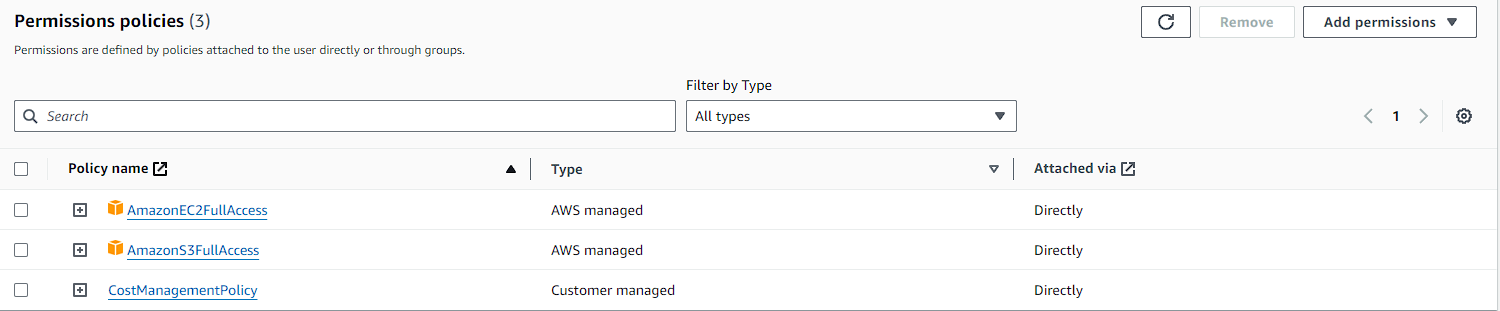 Permissions policies (3)
Remove
Add permissions
Permissions are defined by policies attached to the user directly or through groups.
Filter by Type
Search
All types
1
Policy name Type Attached via
AmazonEC2FullAccess AWS managed Directly
AmazonS3FullAccess AWS managed Directly
CostManagementPolicy Customer managed Directly